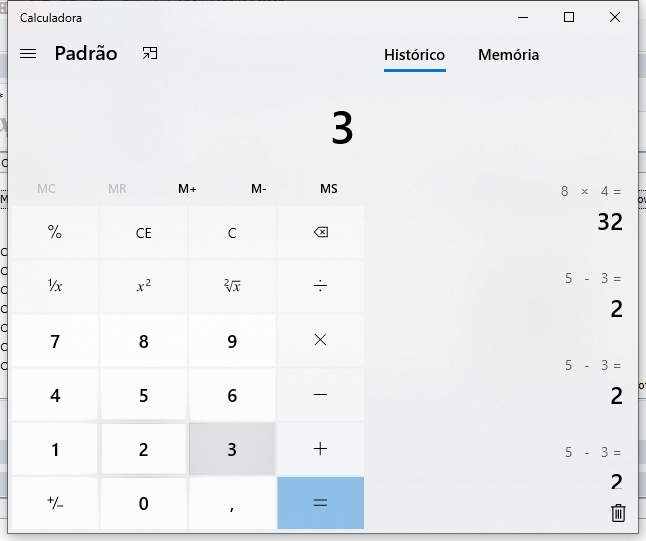 Calculadora
Padrão
Histórico Memória
3
MC MR M+ M- MS
% CE C
¹/x x² ²√x ÷
7 8 9 ×
4 5 6 −
1 2 3 +
+/− 0 , =
8 × 4 =
32
5 - 3 =
2
5 - 3 =
2
5 - 3 =
2